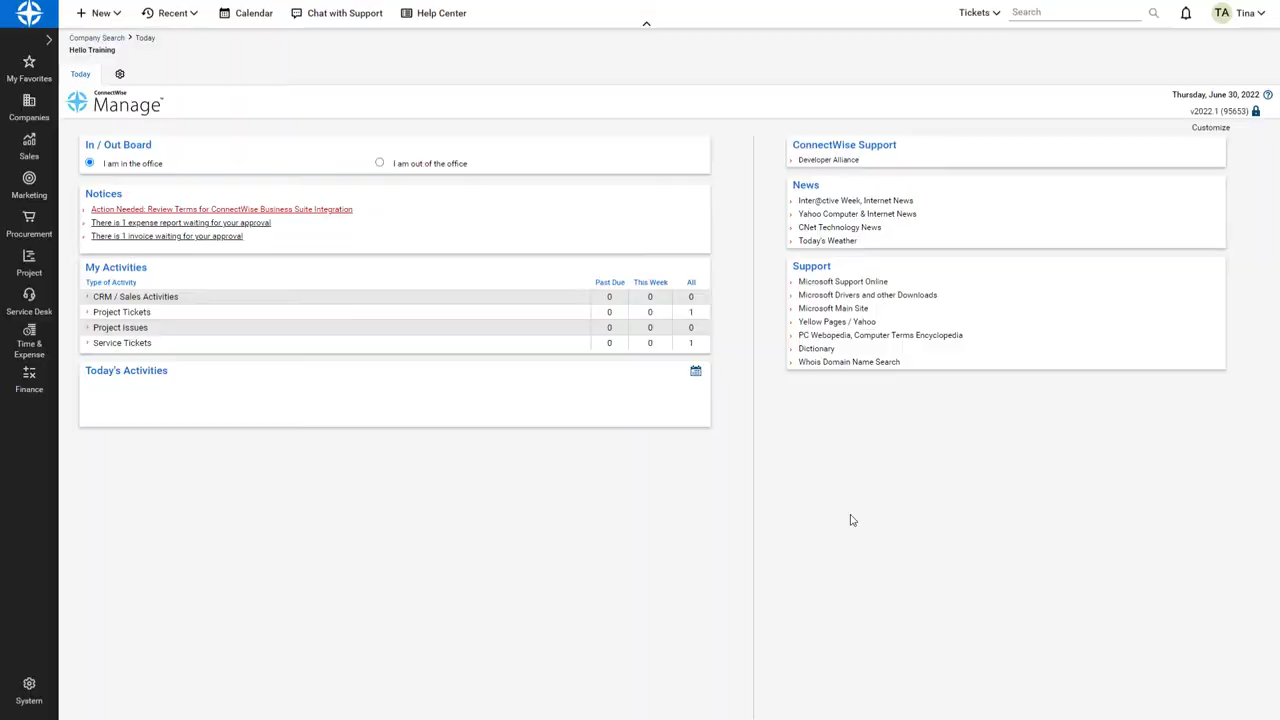 New
Recent
Calendar
Chat with Support
Help Center
Tickets
Search
TA
Tina
Company Search > Today
Hello Training
Today
ConnectWise
Manage™
Thursday, June 30, 2022
v2022.1 (95653)
Customize
My Favorites
Companies
Sales
Marketing
Procurement
Project
Service Desk
Time &
Expense
Finance
System
In / Out Board
I am in the office
I am out of the office
Notices
Action Needed: Review Terms for ConnectWise Business Suite Integration
There is 1 expense report waiting for your approval
There is 1 invoice waiting for your approval
My Activities
Type of Activity Past Due This Week All
CRM / Sales Activities 0 0 0
Project Tickets 0 0 1
Project Issues 0 0 0
Service Tickets 0 0 1
Today's Activities
ConnectWise Support
Developer Alliance
News
Inter@ctive Week, Internet News
Yahoo Computer & Internet News
CNet Technology News
Today's Weather
Support
Microsoft Support Online
Microsoft Drivers and other Downloads
Microsoft Main Site
Yellow Pages / Yahoo
PC Webopedia, Computer Terms Encyclopedia
Dictionary
Whois Domain Name Search